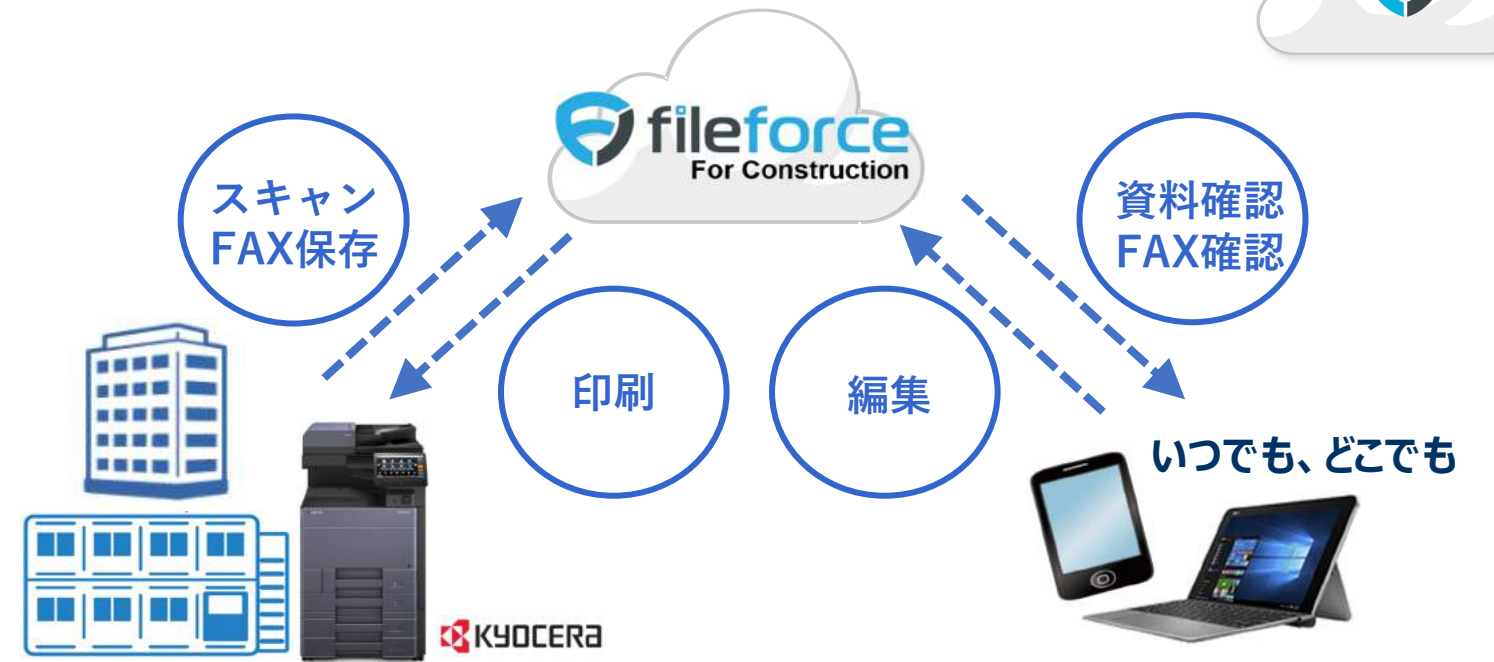 fileforce
For Construction
スキャン
FAX保存
資料確認
FAX確認
印刷
編集
いつでも、どこでも
KYOCERA